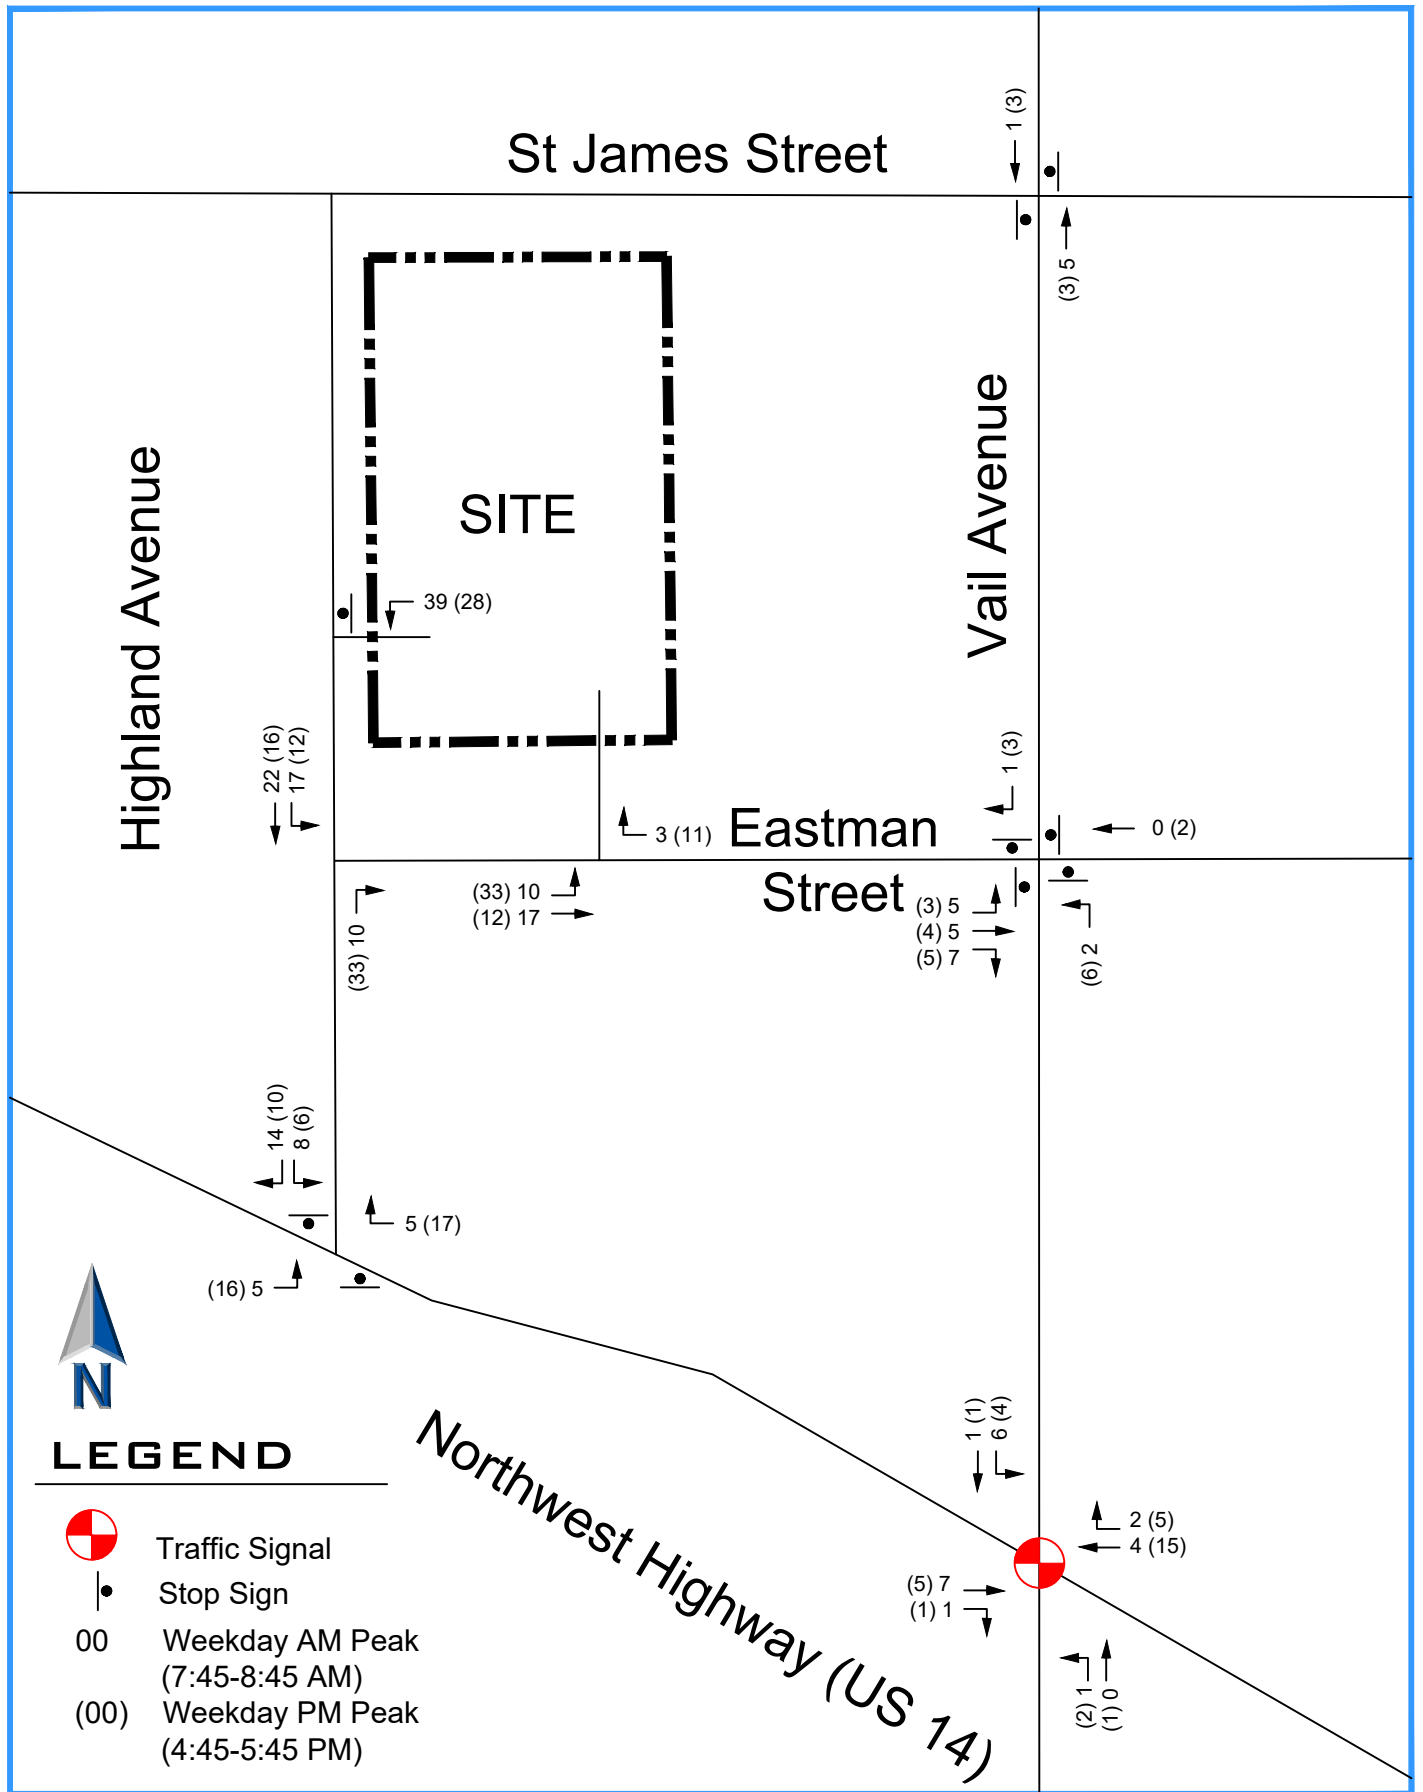 1 (3)
St James Street
(3) 5
Highland Avenue
Vail Avenue
SITE
39 (28)
22 (16)
17 (12)
1 (3)
3 (11)
Eastman
Street
0 (2)
(33) 10
(33) 10
(12) 17
(3) 5
(4) 5
(5) 7
(6) 2
14 (10)
8 (6)
5 (17)
(16) 5
N
1 (1)
6 (4)
2 (5)
4 (15)
(5) 7
(1) 1
(2) 1
(1) 0
Northwest Highway (US 14)
LEGEND
Traffic Signal
Stop Sign
00 Weekday AM Peak
(7:45-8:45 AM)
(00) Weekday PM Peak
(4:45-5:45 PM)